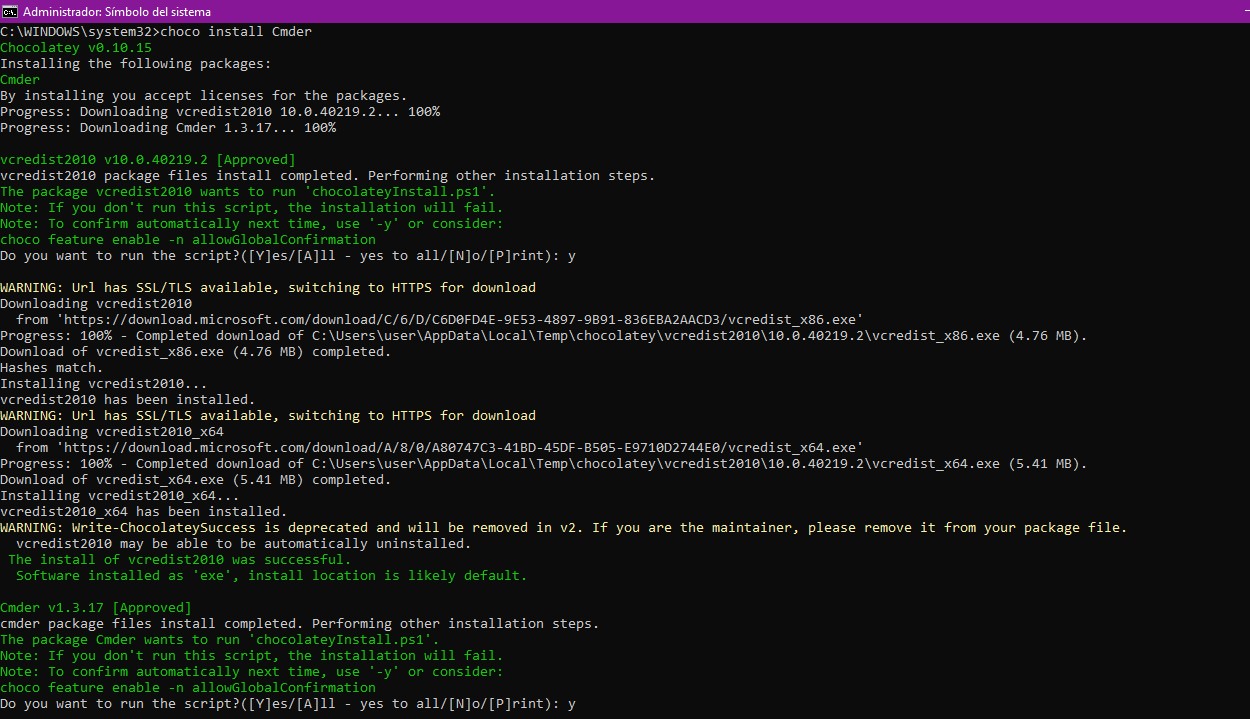 Administrador: Símbolo del sistema
C:\WINDOWS\system32>choco install Cmder
Chocolatey v0.10.15
Installing the following packages:
Cmder
By installing you accept licenses for the packages.
Progress: Downloading vcredist2010 10.0.40219.2... 100%
Progress: Downloading Cmder 1.3.17... 100%
vcredist2010 v10.0.40219.2 [Approved]
vcredist2010 package files install completed. Performing other installation steps.
The package vcredist2010 wants to run 'chocolateyInstall.ps1'.
Note: If you don't run this script, the installation will fail.
Note: To confirm automatically next time, use '-y' or consider:
choco feature enable -n allowGlobalConfirmation
Do you want to run the script?([Y]es/[A]ll - yes to all/[N]o/[P]rint): y
WARNING: Url has SSL/TLS available, switching to HTTPS for download
Downloading vcredist2010
from 'https://download.microsoft.com/download/C/6/D/C6D0FD4E-9E53-4897-9B91-836EBA2AACD3/vcredist_x86.exe'
Progress: 100% - Completed download of C:\Users\user\AppData\Local\Temp\chocolatey\vcredist2010\10.0.40219.2\vcredist_x86.exe (4.76 MB).
Download of vcredist_x86.exe (4.76 MB) completed.
Hashes match.
Installing vcredist2010...
vcredist2010 has been installed.
WARNING: Url has SSL/TLS available, switching to HTTPS for download
Downloading vcredist2010_x64
from 'https://download.microsoft.com/download/A/8/0/A80747C3-41BD-45DF-B505-E9710D2744E0/vcredist_x64.exe'
Progress: 100% - Completed download of C:\Users\user\AppData\Local\Temp\chocolatey\vcredist2010\10.0.40219.2\vcredist_x64.exe (5.41 MB).
Download of vcredist_x64.exe (5.41 MB) completed.
Installing vcredist2010_x64...
vcredist2010_x64 has been installed.
WARNING: Write-ChocolateySuccess is deprecated and will be removed in v2. If you are the maintainer, please remove it from your package file.
vcredist2010 may be able to be automatically uninstalled.
The install of vcredist2010 was successful.
Software installed as 'exe', install location is likely default.
Cmder v1.3.17 [Approved]
cmder package files install completed. Performing other installation steps.
The package Cmder wants to run 'chocolateyInstall.ps1'.
Note: If you don't run this script, the installation will fail.
Note: To confirm automatically next time, use '-y' or consider:
choco feature enable -n allowGlobalConfirmation
Do you want to run the script?([Y]es/[A]ll - yes to all/[N]o/[P]rint): y